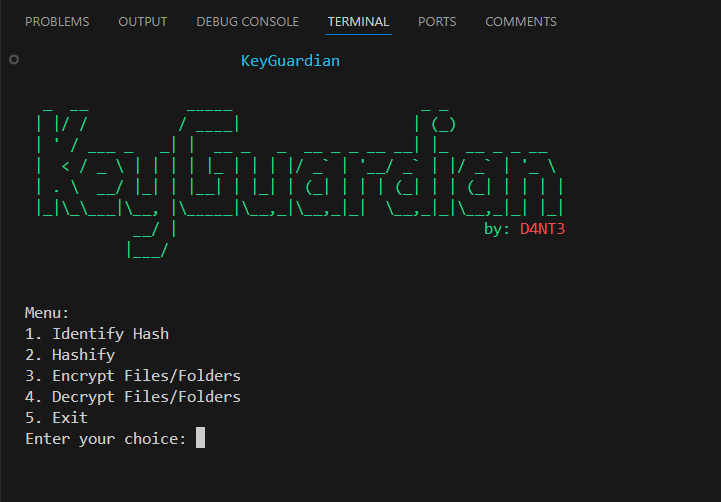 PROBLEMS OUTPUT DEBUG CONSOLE TERMINAL PORTS COMMENTS
KeyGuardian
KeyGuardian
by: D4NT3
Menu:
1. Identify Hash
2. Hashify
3. Encrypt Files/Folders
4. Decrypt Files/Folders
5. Exit
Enter your choice: